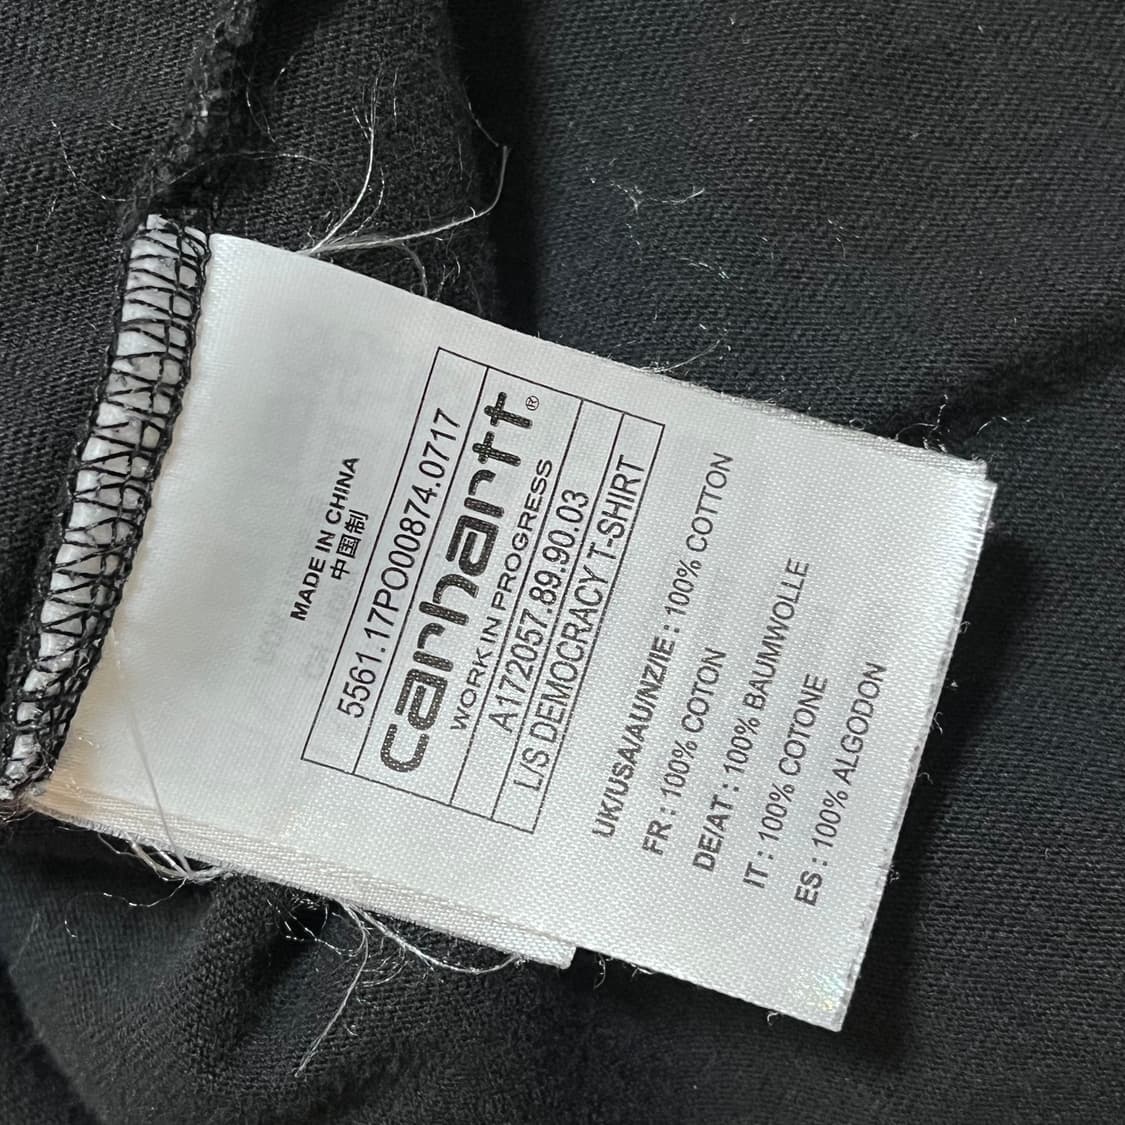 MADE IN CHINA
中国制
5561.17PO00874.0717
carhartt®
WORK IN PROGRESS
A172057.89.90.03
L/S DEMOCRACY T-SHIRT
UK/USA/AU/NZ/IE : 100% COTTON
FR : 100% COTON
DE/AT : 100% BAUMWOLLE
IT : 100% COTONE
ES : 100% ALGODON